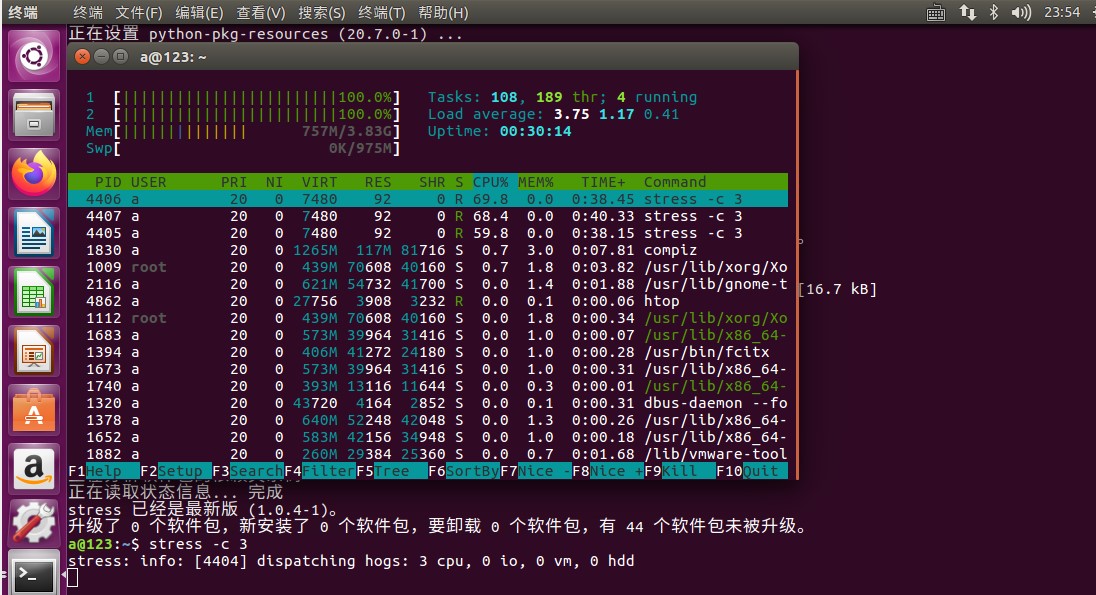 终端 终端 文件(F) 编辑(E) 查看(V) 搜索(S) 终端(T) 帮助(H) 23:54
正在设置 python-pkg-resources (20.7.0-1) ...
a@123: ~
1 [||||||||||||||||||||||||100.0%] Tasks: 108, 189 thr; 4 running
2 [||||||||||||||||||||||||100.0%] Load average: 3.75 1.17 0.41
Mem[|||||||||||||| 757M/3.83G] Uptime: 00:30:14
Swp[ 0K/975M]
PID USER PRI NI VIRT RES SHR S CPU% MEM% TIME+ Command
4406 a 20 0 7480 92 0 R 69.8 0.0 0:38.45 stress -c 3
4407 a 20 0 7480 92 0 R 68.4 0.0 0:40.33 stress -c 3
4405 a 20 0 7480 92 0 R 59.8 0.0 0:38.15 stress -c 3
1830 a 20 0 1265M 117M 81716 S 0.7 3.0 0:07.81 compiz
1009 root 20 0 439M 70608 40160 S 0.7 1.8 0:03.82 /usr/lib/xorg/Xo
2116 a 20 0 621M 54732 41700 S 0.0 1.4 0:01.88 /usr/lib/gnome-t
[16.7 kB]
4862 a 20 0 27756 3908 3232 R 0.0 0.1 0:00.06 htop
1112 root 20 0 439M 70608 40160 S 0.0 1.8 0:00.34 /usr/lib/xorg/Xo
1683 a 20 0 573M 39964 31416 S 0.0 1.0 0:00.07 /usr/lib/x86_64-
1394 a 20 0 406M 41272 24180 S 0.0 1.0 0:00.28 /usr/bin/fcitx
1673 a 20 0 573M 39964 31416 S 0.0 1.0 0:00.31 /usr/lib/x86_64-
1740 a 20 0 393M 13116 11644 S 0.0 0.3 0:00.01 /usr/lib/x86_64-
1320 a 20 0 43720 4164 2852 S 0.0 0.1 0:00.31 dbus-daemon --fo
1378 a 20 0 640M 52248 42048 S 0.0 1.3 0:00.26 /usr/lib/x86_64-
1652 a 20 0 583M 42156 34948 S 0.0 1.0 0:00.18 /usr/lib/x86_64-
1882 a 20 0 260M 29384 25360 S 0.0 0.7 0:01.68 /usr/lib/vmware-tool
F1Help F2Setup F3SearchF4FilterF5Tree F6SortByF7Nice -F8Nice +F9Kill F10Quit
正在读取状态信息... 完成
stress 已经是最新版 (1.0.4-1)。
升级了 0 个软件包，新安装了 0 个软件包，要卸载 0 个软件包，有 44 个软件包未被升级。
a@123:~$ stress -c 3
stress: info: [4404] dispatching hogs: 3 cpu, 0 io, 0 vm, 0 hdd